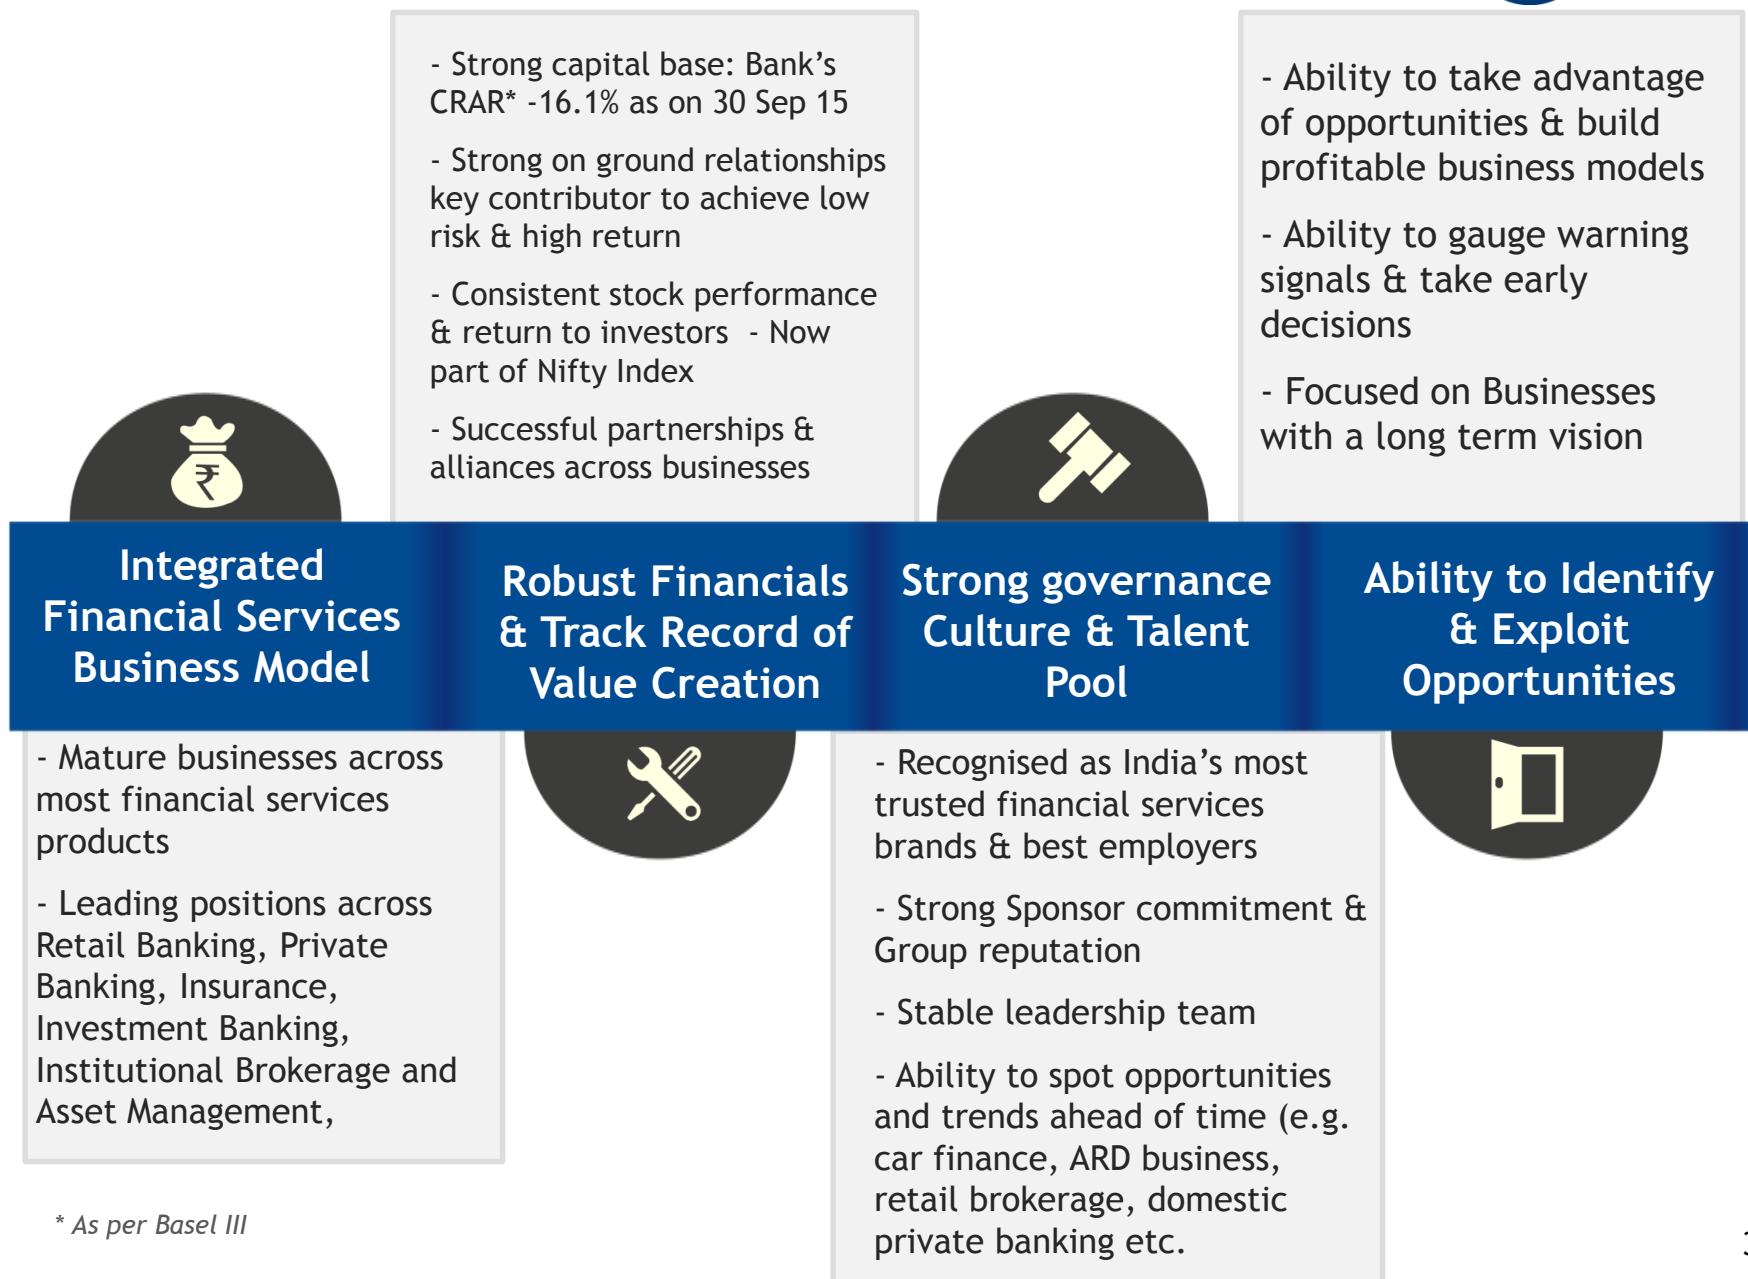 - Strong capital base: Bank’s
CRAR* -16.1% as on 30 Sep 15
- Strong on ground relationships
key contributor to achieve low
risk & high return
- Consistent stock performance
& return to investors - Now
part of Nifty Index
- Successful partnerships &
alliances across businesses
- Ability to take advantage
of opportunities & build
profitable business models
- Ability to gauge warning
signals & take early
decisions
- Focused on Businesses
with a long term vision
₹
Integrated
Financial Services
Business Model
Robust Financials
& Track Record of
Value Creation
Strong governance
Culture & Talent
Pool
Ability to Identify
& Exploit
Opportunities
- Mature businesses across
most financial services
products
- Leading positions across
Retail Banking, Private
Banking, Insurance,
Investment Banking,
Institutional Brokerage and
Asset Management,
- Recognised as India’s most
trusted financial services
brands & best employers
- Strong Sponsor commitment &
Group reputation
- Stable leadership team
- Ability to spot opportunities
and trends ahead of time (e.g.
car finance, ARD business,
retail brokerage, domestic
private banking etc.
* As per Basel III